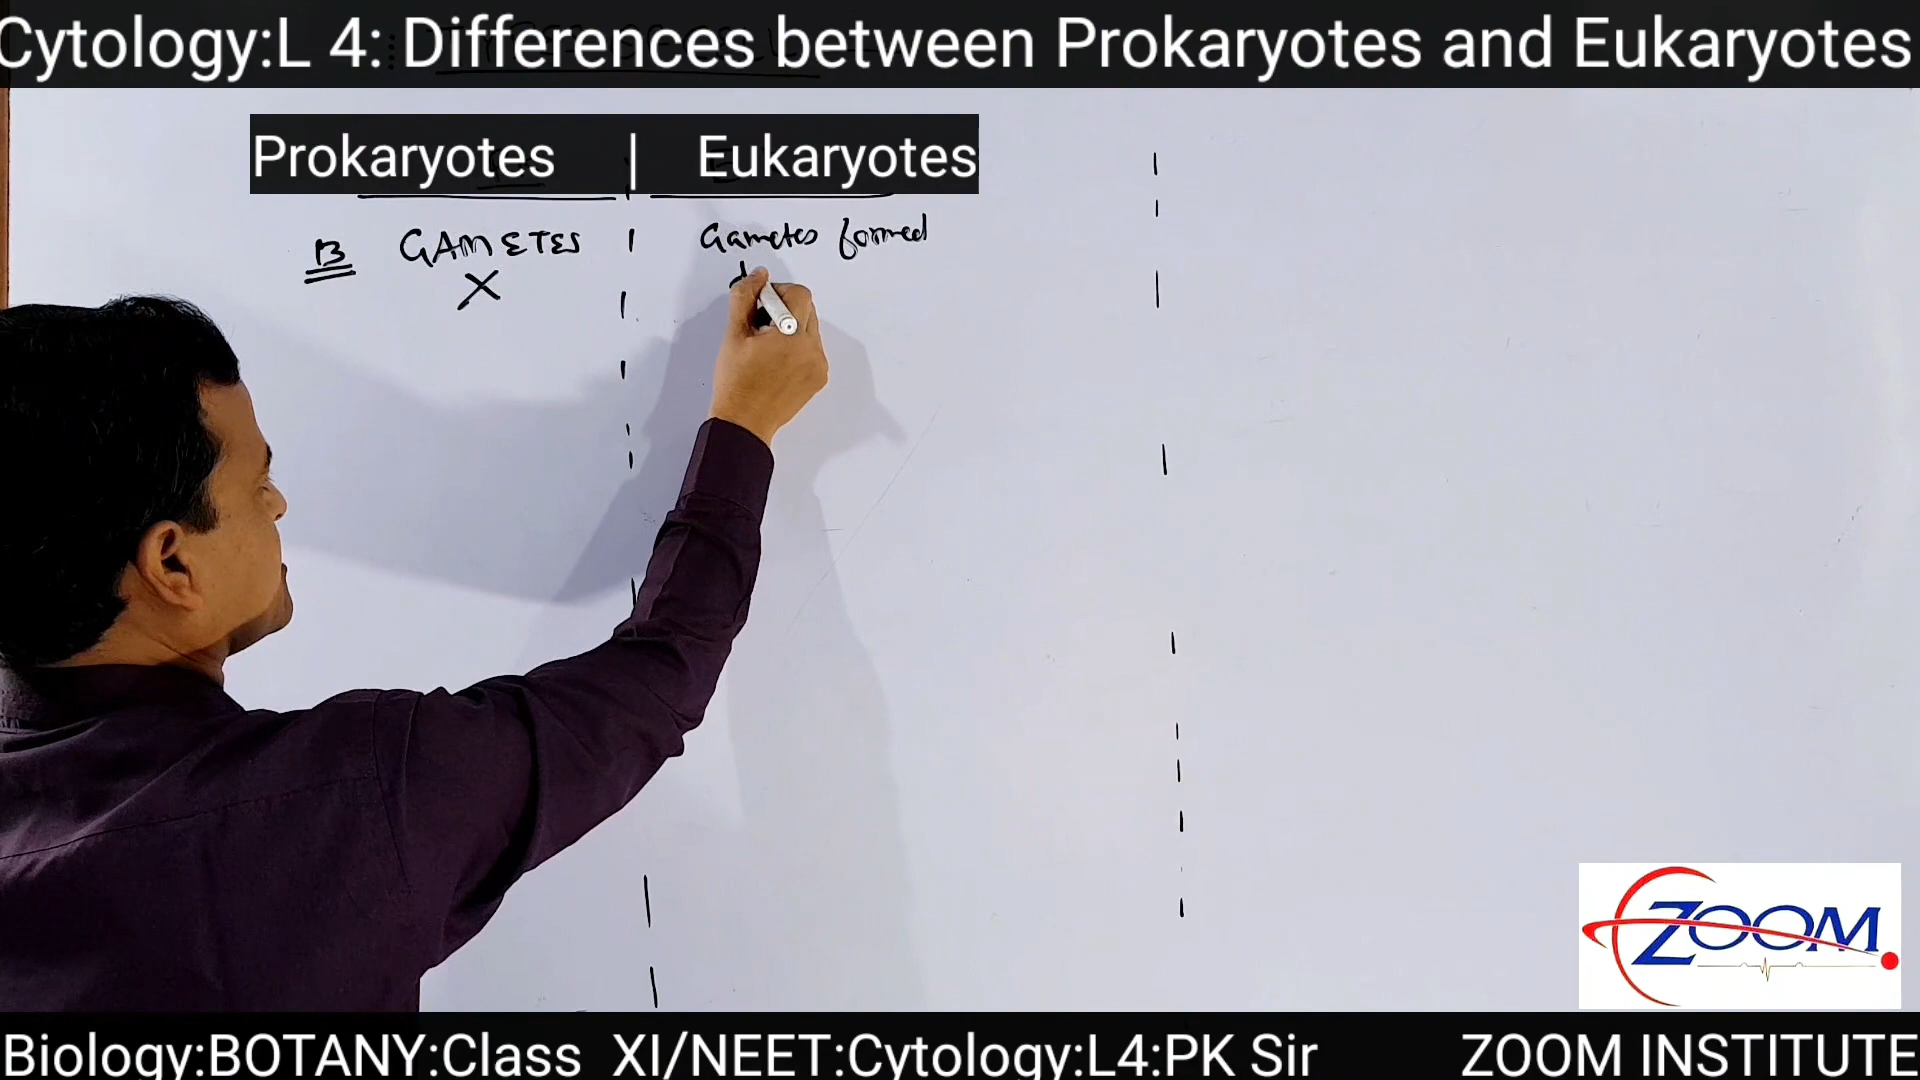 Cytology:L 4: Differences between Prokaryotes and Eukaryotes
Prokaryotes | Eukaryotes
13 GAMETES
X
Gametes formed
ZOOM
Biology:BOTANY:Class XI/NEET:Cytology:L4:PK Sir ZOOM INSTITUTE